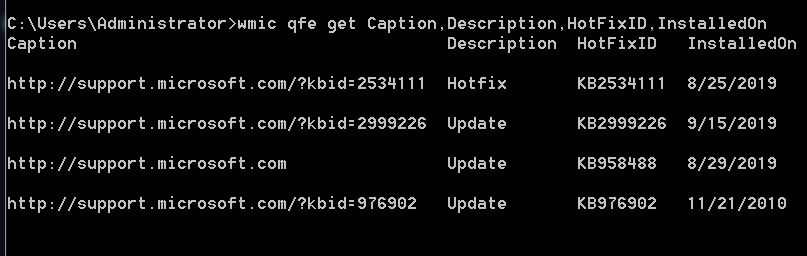 C:\Users\Administrator>wmic qfe get Caption,Description,HotFixID,InstalledOn
Caption Description HotFixID InstalledOn
http://support.microsoft.com/?kbid=2534111 Hotfix KB2534111 8/25/2019
http://support.microsoft.com/?kbid=2999226 Update KB2999226 9/15/2019
http://support.microsoft.com Update KB958488 8/29/2019
http://support.microsoft.com/?kbid=976902 Update KB976902 11/21/2010